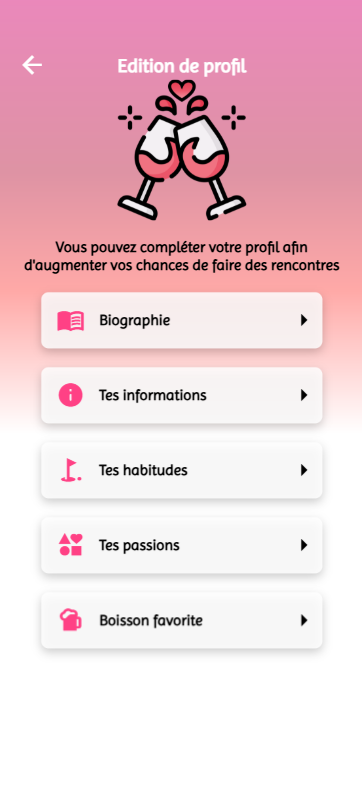 Edition de profil
Vous pouvez compléter votre profil afin
d'augmenter vos chances de faire des rencontres
Biographie
Tes informations
Tes habitudes
Tes passions
Boisson favorite